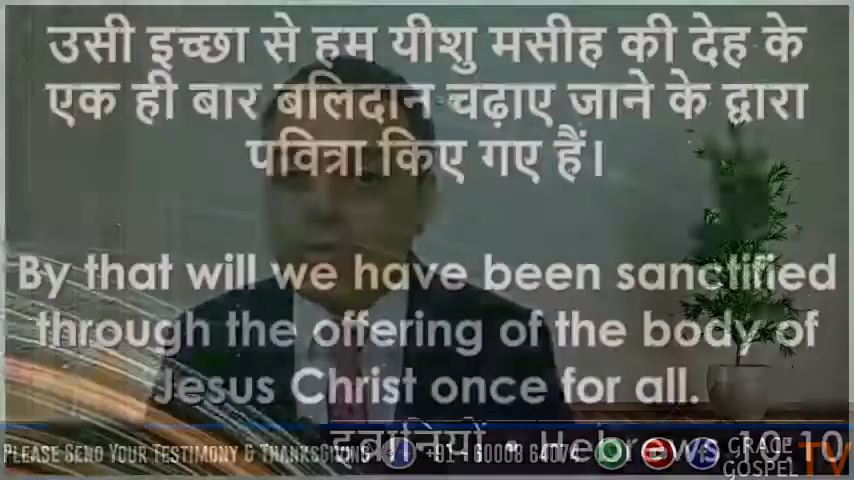 उसी इच्छा से हम यीशु मसीह की देह के
एक ही बार बलिदान चढ़ाए जाने के द्वारा
पवित्रा किए गए हैं।
By that will we have been sanctified
through the offering of the body of
Jesus Christ once for all.
इब्रानियों • Hebrews 10:10
Please Send Your Testimony & Thanksgiving
GRACE
GOSPEL TV